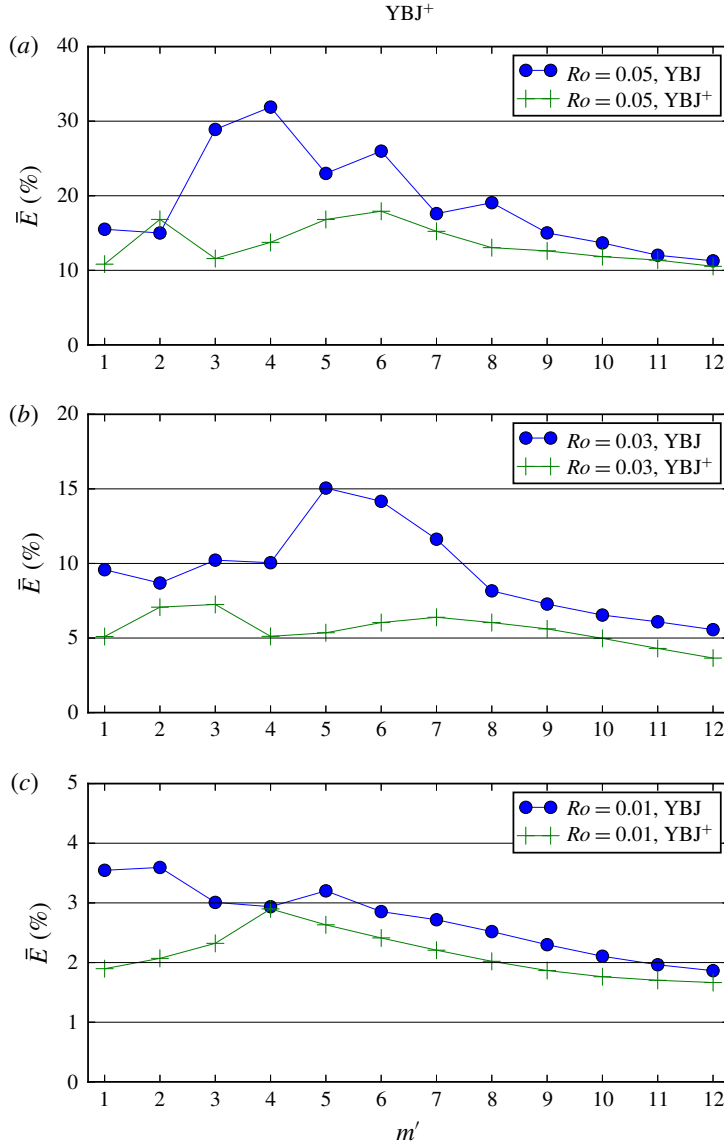 YBJ⁺
(a)
40
30
20
10
0
Ē (%)
Ro = 0.05, YBJ
Ro = 0.05, YBJ⁺
1 2 3 4 5 6 7 8 9 10 11 12
(b)
20
15
10
5
0
Ē (%)
Ro = 0.03, YBJ
Ro = 0.03, YBJ⁺
1 2 3 4 5 6 7 8 9 10 11 12
(c)
5
4
3
2
1
0
Ē (%)
Ro = 0.01, YBJ
Ro = 0.01, YBJ⁺
1 2 3 4 5 6 7 8 9 10 11 12
m′